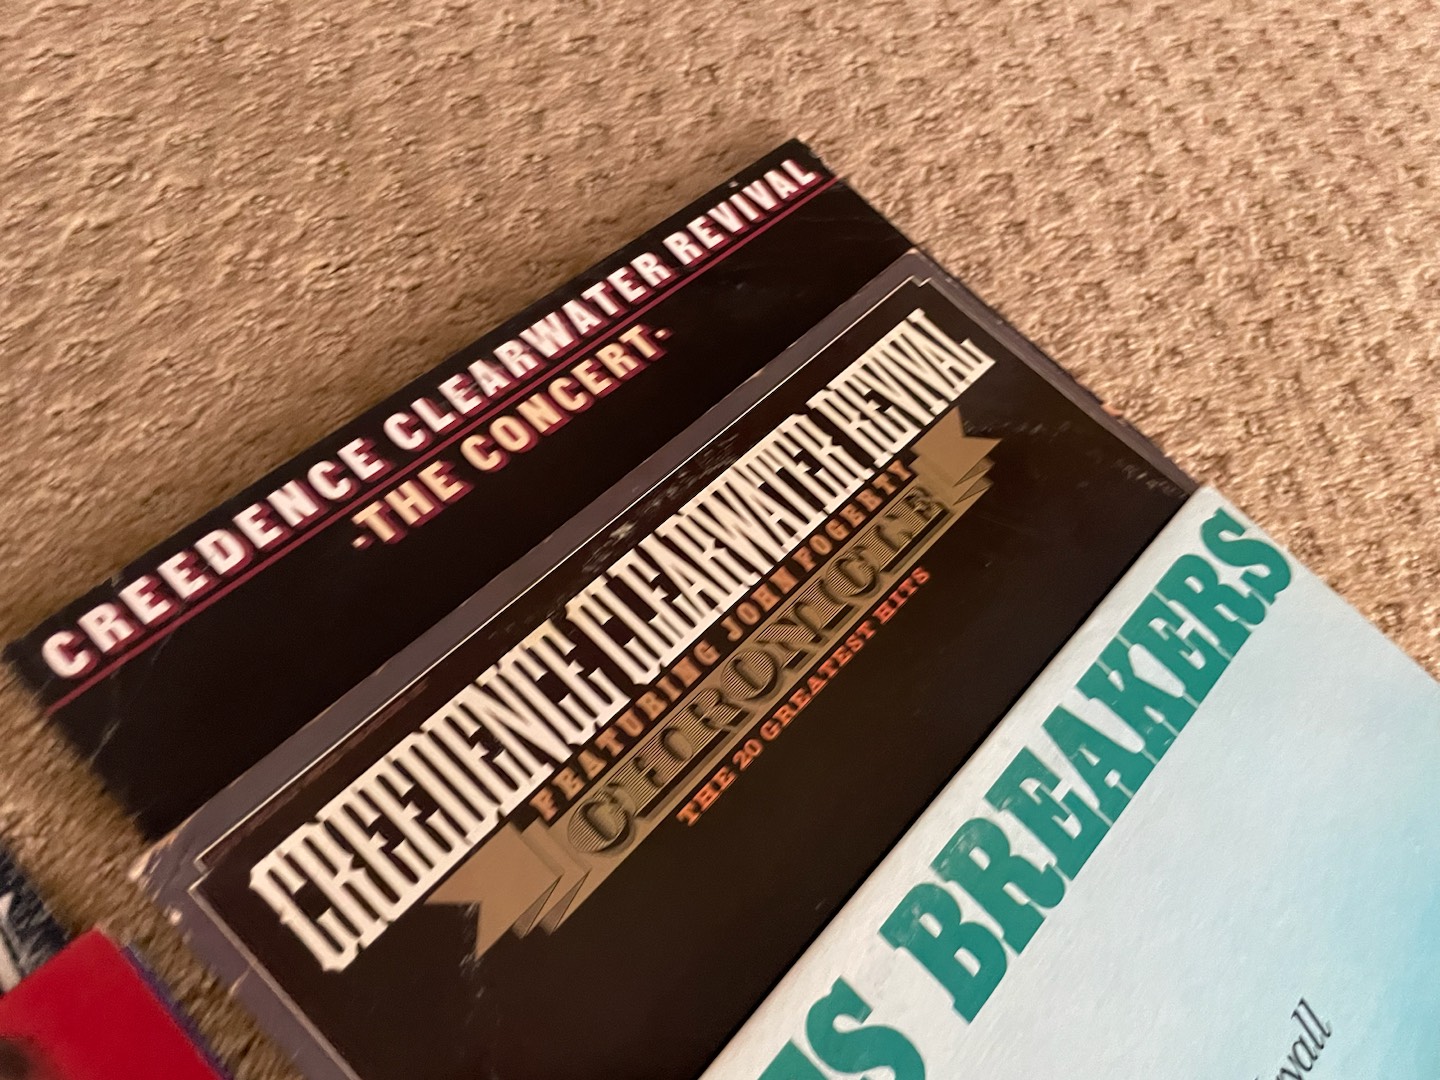 CREEDENCE CLEARWATER REVIVAL
-THE CONCERT-
CREEDENCE CLEARWATER REVIVAL
FEATURING JOHN FOGERTY
CHRONICLE
THE 20 GREATEST HITS
BREAKERS